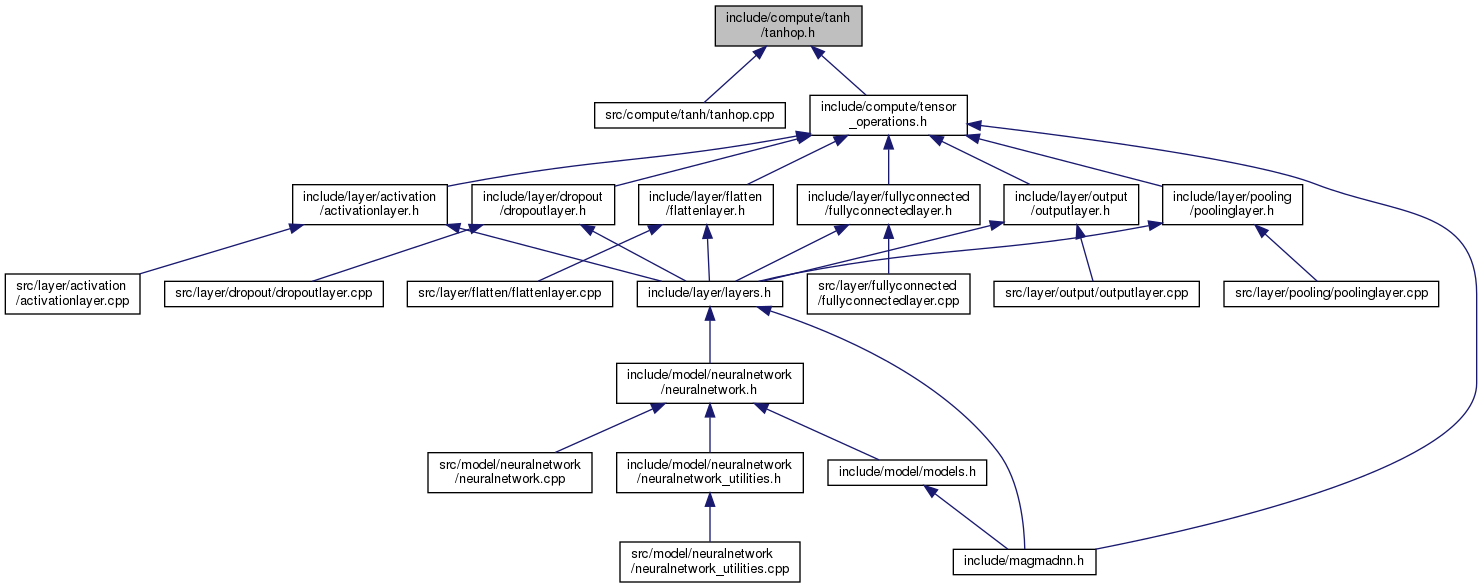 include/compute/tanh
/tanhop.h
src/compute/tanh/tanhop.cpp
include/compute/tensor
_operations.h
include/layer/activation
/activationlayer.h
include/layer/dropout
/dropoutlayer.h
include/layer/flatten
/flattenlayer.h
include/layer/fullyconnected
/fullyconnectedlayer.h
include/layer/output
/outputlayer.h
include/layer/pooling
/poolinglayer.h
src/layer/activation
/activationlayer.cpp
src/layer/dropout/dropoutlayer.cpp
src/layer/flatten/flattenlayer.cpp
include/layer/layers.h
src/layer/fullyconnected
/fullyconnectedlayer.cpp
src/layer/output/outputlayer.cpp
src/layer/pooling/poolinglayer.cpp
include/model/neuralnetwork
/neuralnetwork.h
src/model/neuralnetwork
/neuralnetwork.cpp
include/model/neuralnetwork
/neuralnetwork_utilities.h
include/model/models.h
src/model/neuralnetwork
/neuralnetwork_utilities.cpp
include/magmadnn.h